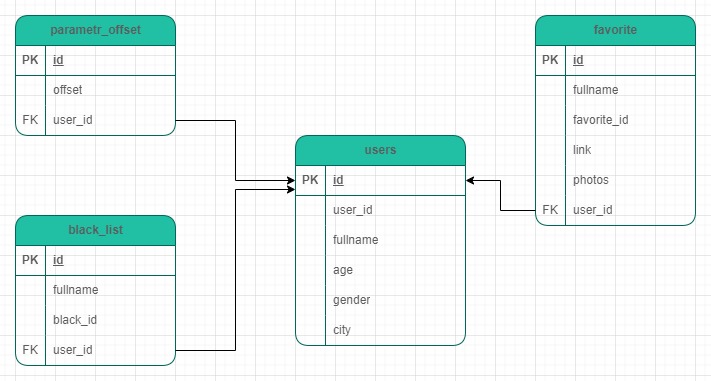 parametr_offset
PK id
offset
FK user_id
favorite
PK id
fullname
favorite_id
link
photos
FK user_id
users
PK id
user_id
fullname
age
gender
city
black_list
PK id
fullname
black_id
FK user_id